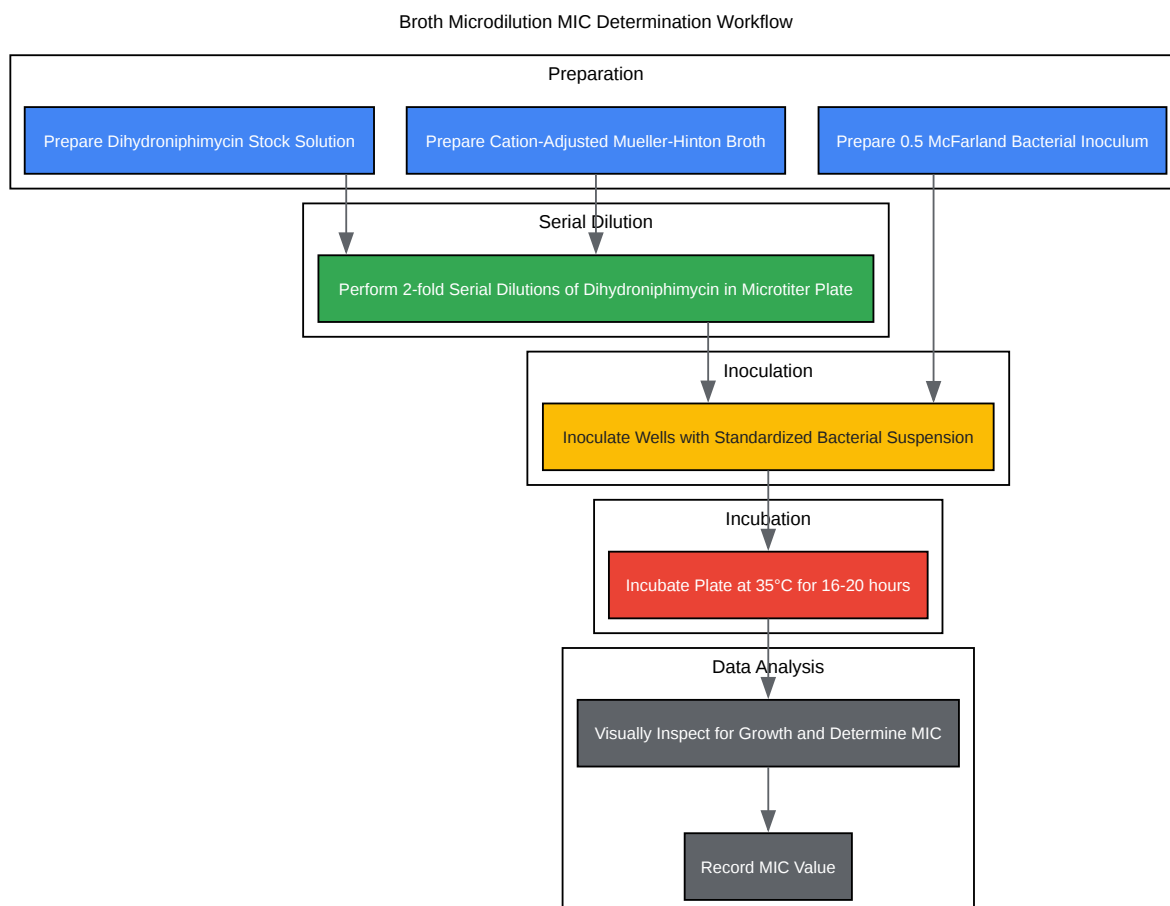 Broth Microdilution MIC Determination Workflow
Preparation
Prepare Dihydroniphimycin Stock Solution
Prepare Cation-Adjusted Mueller-Hinton Broth
Prepare 0.5 McFarland Bacterial Inoculum
Serial Dilution
Perform 2-fold Serial Dilutions of Dihydroniphimycin in Microtiter Plate
Inoculation
Inoculate Wells with Standardized Bacterial Suspension
Incubation
Incubate Plate at 35°C for 16-20 hours
Data Analysis
Visually Inspect for Growth and Determine MIC
Record MIC Value